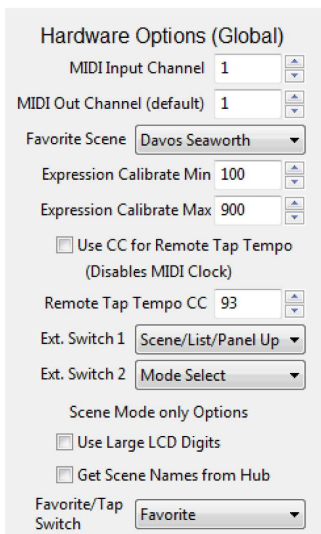 Hardware Options (Global)
MIDI Input Channel 1
MIDI Out Channel (default) 1
Favorite Scene Davos Seaworth
Expression Calibrate Min 100
Expression Calibrate Max 900
Use CC for Remote Tap Tempo
(Disables MIDI Clock)
Remote Tap Tempo CC 93
Ext. Switch 1 Scene/List/Panel Up
Ext. Switch 2 Mode Select
Scene Mode only Options
Use Large LCD Digits
Get Scene Names from Hub
Favorite/Tap
Switch Favorite